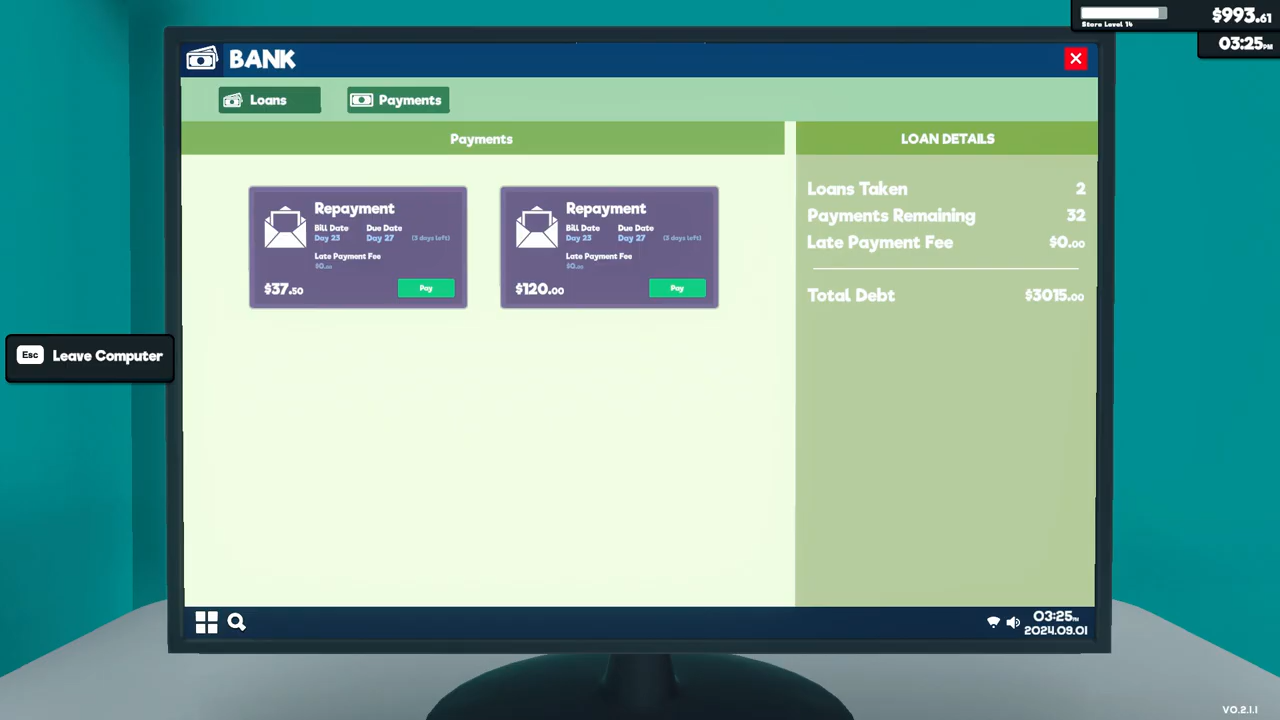 $993.61
Store Level 14
03:25PM
BANK
Loans
Payments
Payments
LOAN DETAILS
Repayment
Bill Date Due Date
Day 23 Day 27 (3 days left)
Late Payment Fee
$0.00
$37.50
Pay
Repayment
Bill Date Due Date
Day 23 Day 27 (3 days left)
Late Payment Fee
$0.00
$120.00
Pay
Loans Taken 2
Payments Remaining 32
Late Payment Fee $0.00
Total Debt $3015.00
Esc Leave Computer
03:25PM
2024.09.01
V0.2.1.1